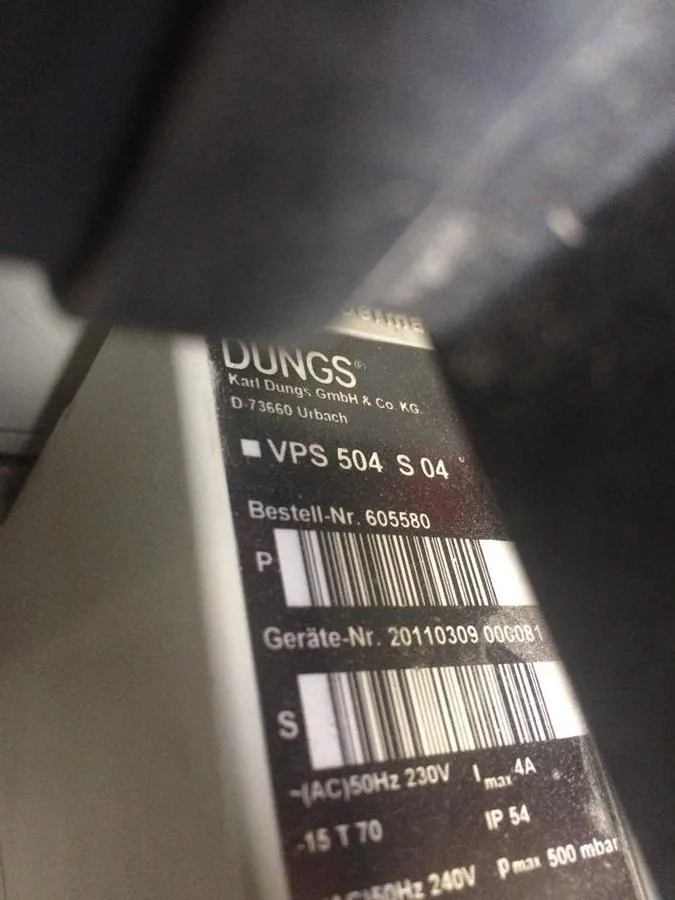 DUNGS
Karl Dungs GmbH & Co. KG
D-73660 Urbach
VPS 504 S 04
Bestell-Nr. 605580
P
Geräte-Nr. 20110309 000081
S
~(AC)50Hz 230V Imax 4A
-15 T 70 IP 54
AC)50Hz 240V pmax 500 mbar